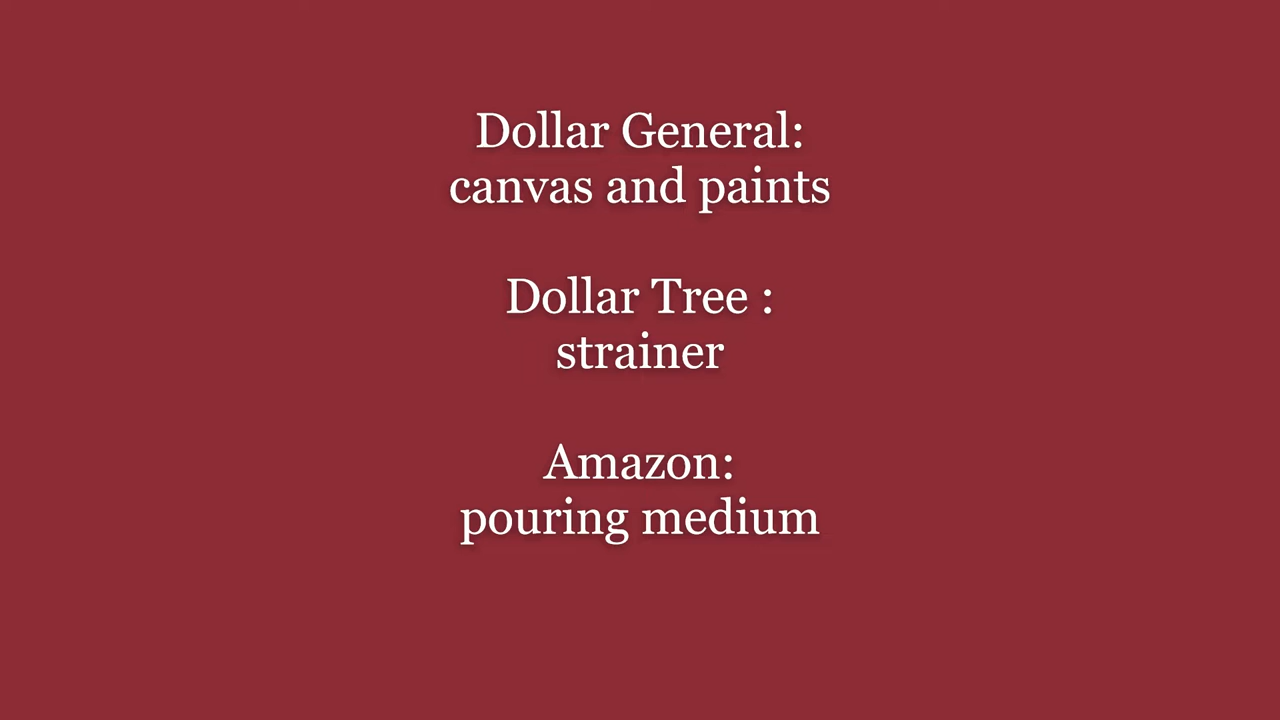 Dollar General:
canvas and paints
Dollar Tree :
strainer
Amazon:
pouring medium